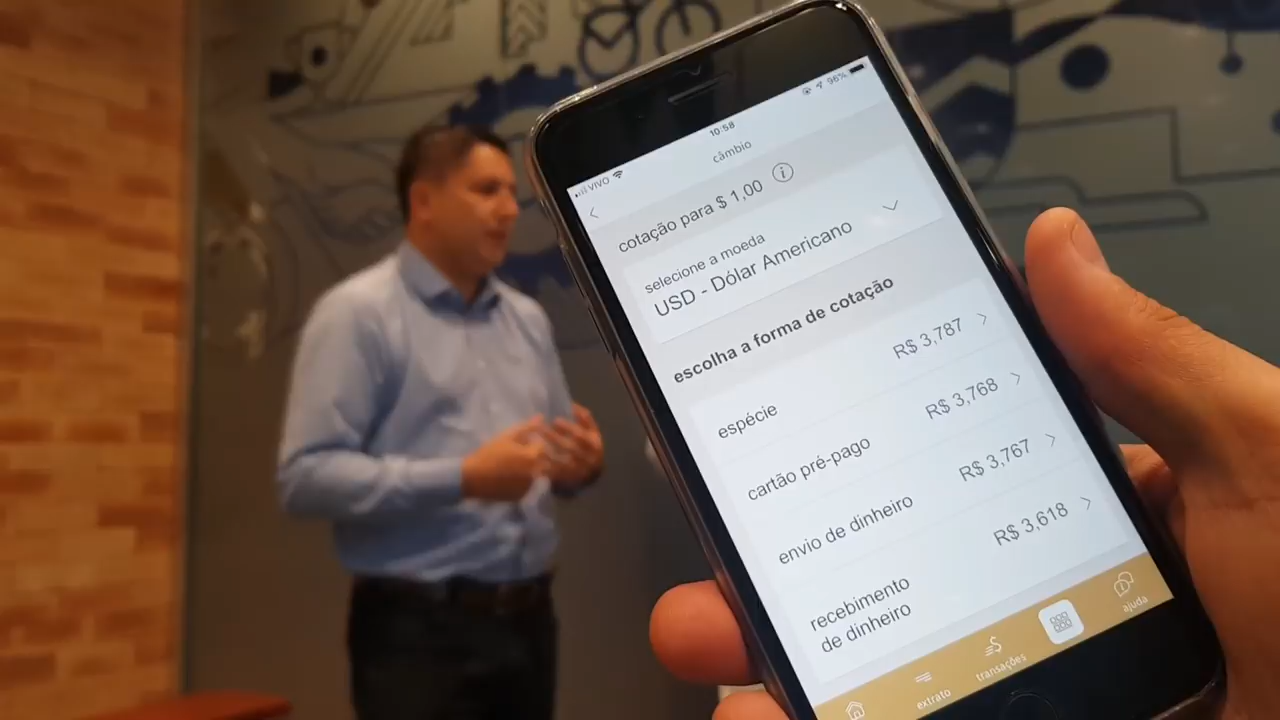 VIVO
10:58
96%
câmbio
cotação para $ 1,00
i
selecione a moeda
USD - Dólar Americano
escolha a forma de cotação
espécie R$ 3,787
cartão pré-pago R$ 3,768
envio de dinheiro R$ 3,767
recebimento
de dinheiro R$ 3,618
extrato
transações
ajuda